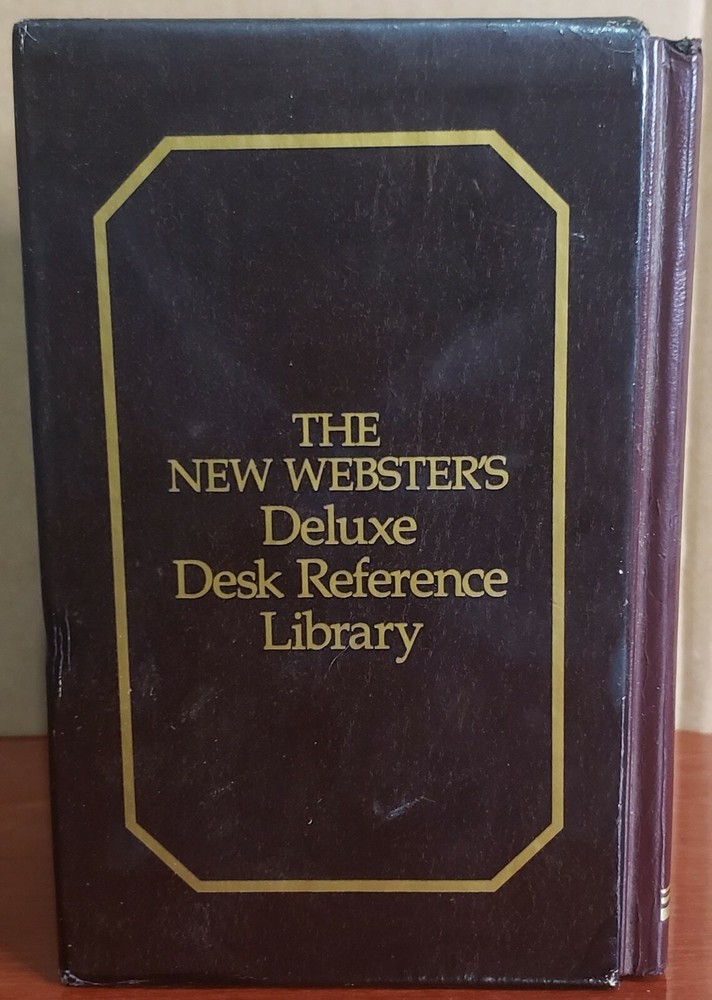 THE
NEW WEBSTER'S
Deluxe
Desk Reference
Library